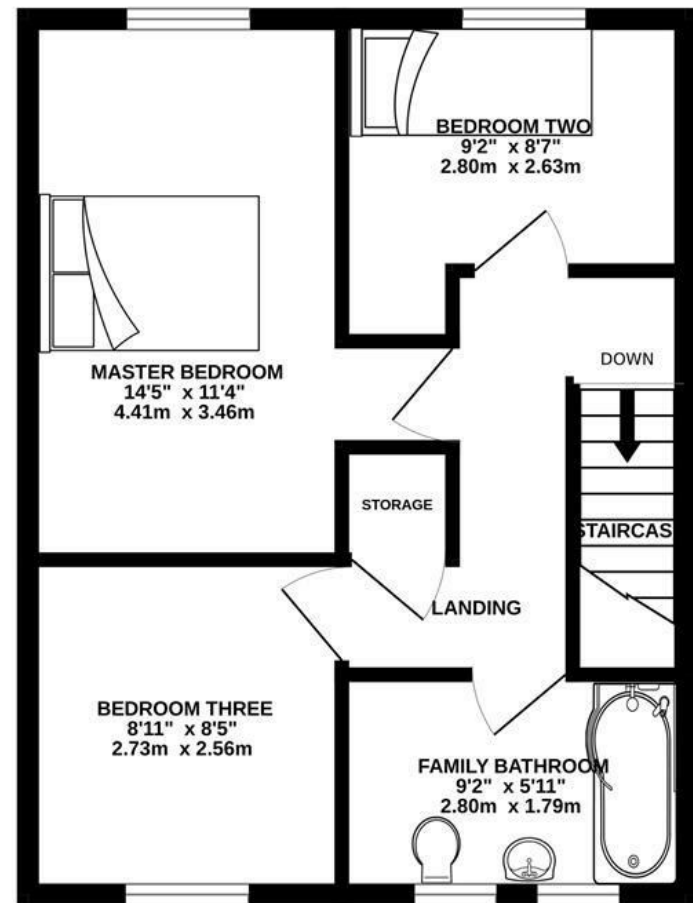 BEDROOM TWO
9'2" x 8'7"
2.80m x 2.63m
MASTER BEDROOM
14'5" x 11'4"
4.41m x 3.46m
DOWN
STORAGE
STAIRCAS
LANDING
BEDROOM THREE
8'11" x 8'5"
2.73m x 2.56m
FAMILY BATHROOM
9'2" x 5'11"
2.80m x 1.79m